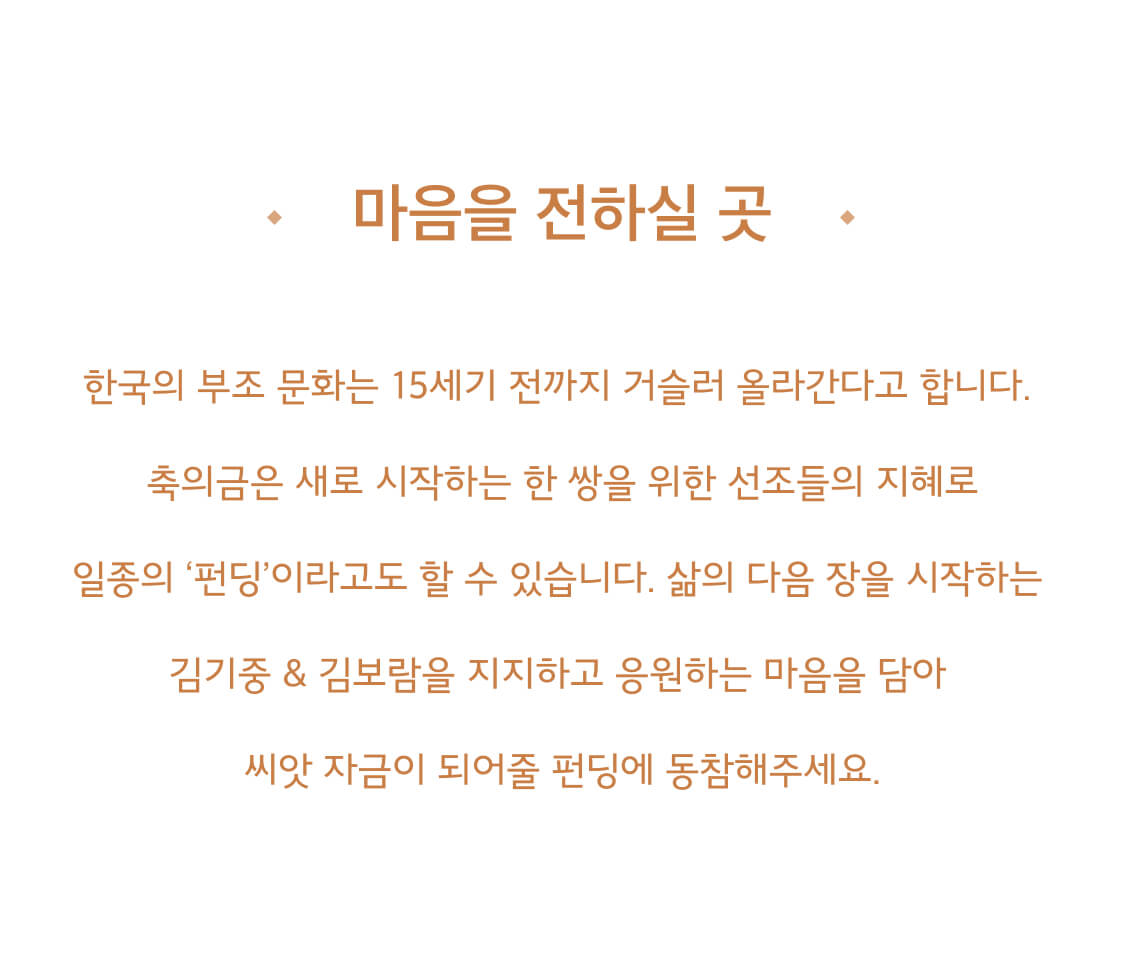 마음을 전하실 곳
한국의 부조 문화는 15세기 전까지 거슬러 올라간다고 합니다.
축의금은 새로 시작하는 한 쌍을 위한 선조들의 지혜로
일종의 ‘펀딩’이라고도 할 수 있습니다. 삶의 다음 장을 시작하는
김기중 & 김보람을 지지하고 응원하는 마음을 담아
씨앗 자금이 되어줄 펀딩에 동참해주세요.